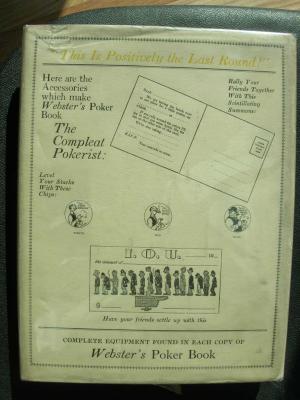 "This Is Positively the Last Round!"
Here are the
Accessories
which make
Webster's Poker
Book
The
Compleat
Pokerist:
Rally Your
Friends Together
With This
Scintillating
Summons:
Level
Your Stacks
With These
Chips:
I. O. U.
Have your friends settle up with this
COMPLETE EQUIPMENT FOUND IN EACH COPY OF
Webster's Poker Book